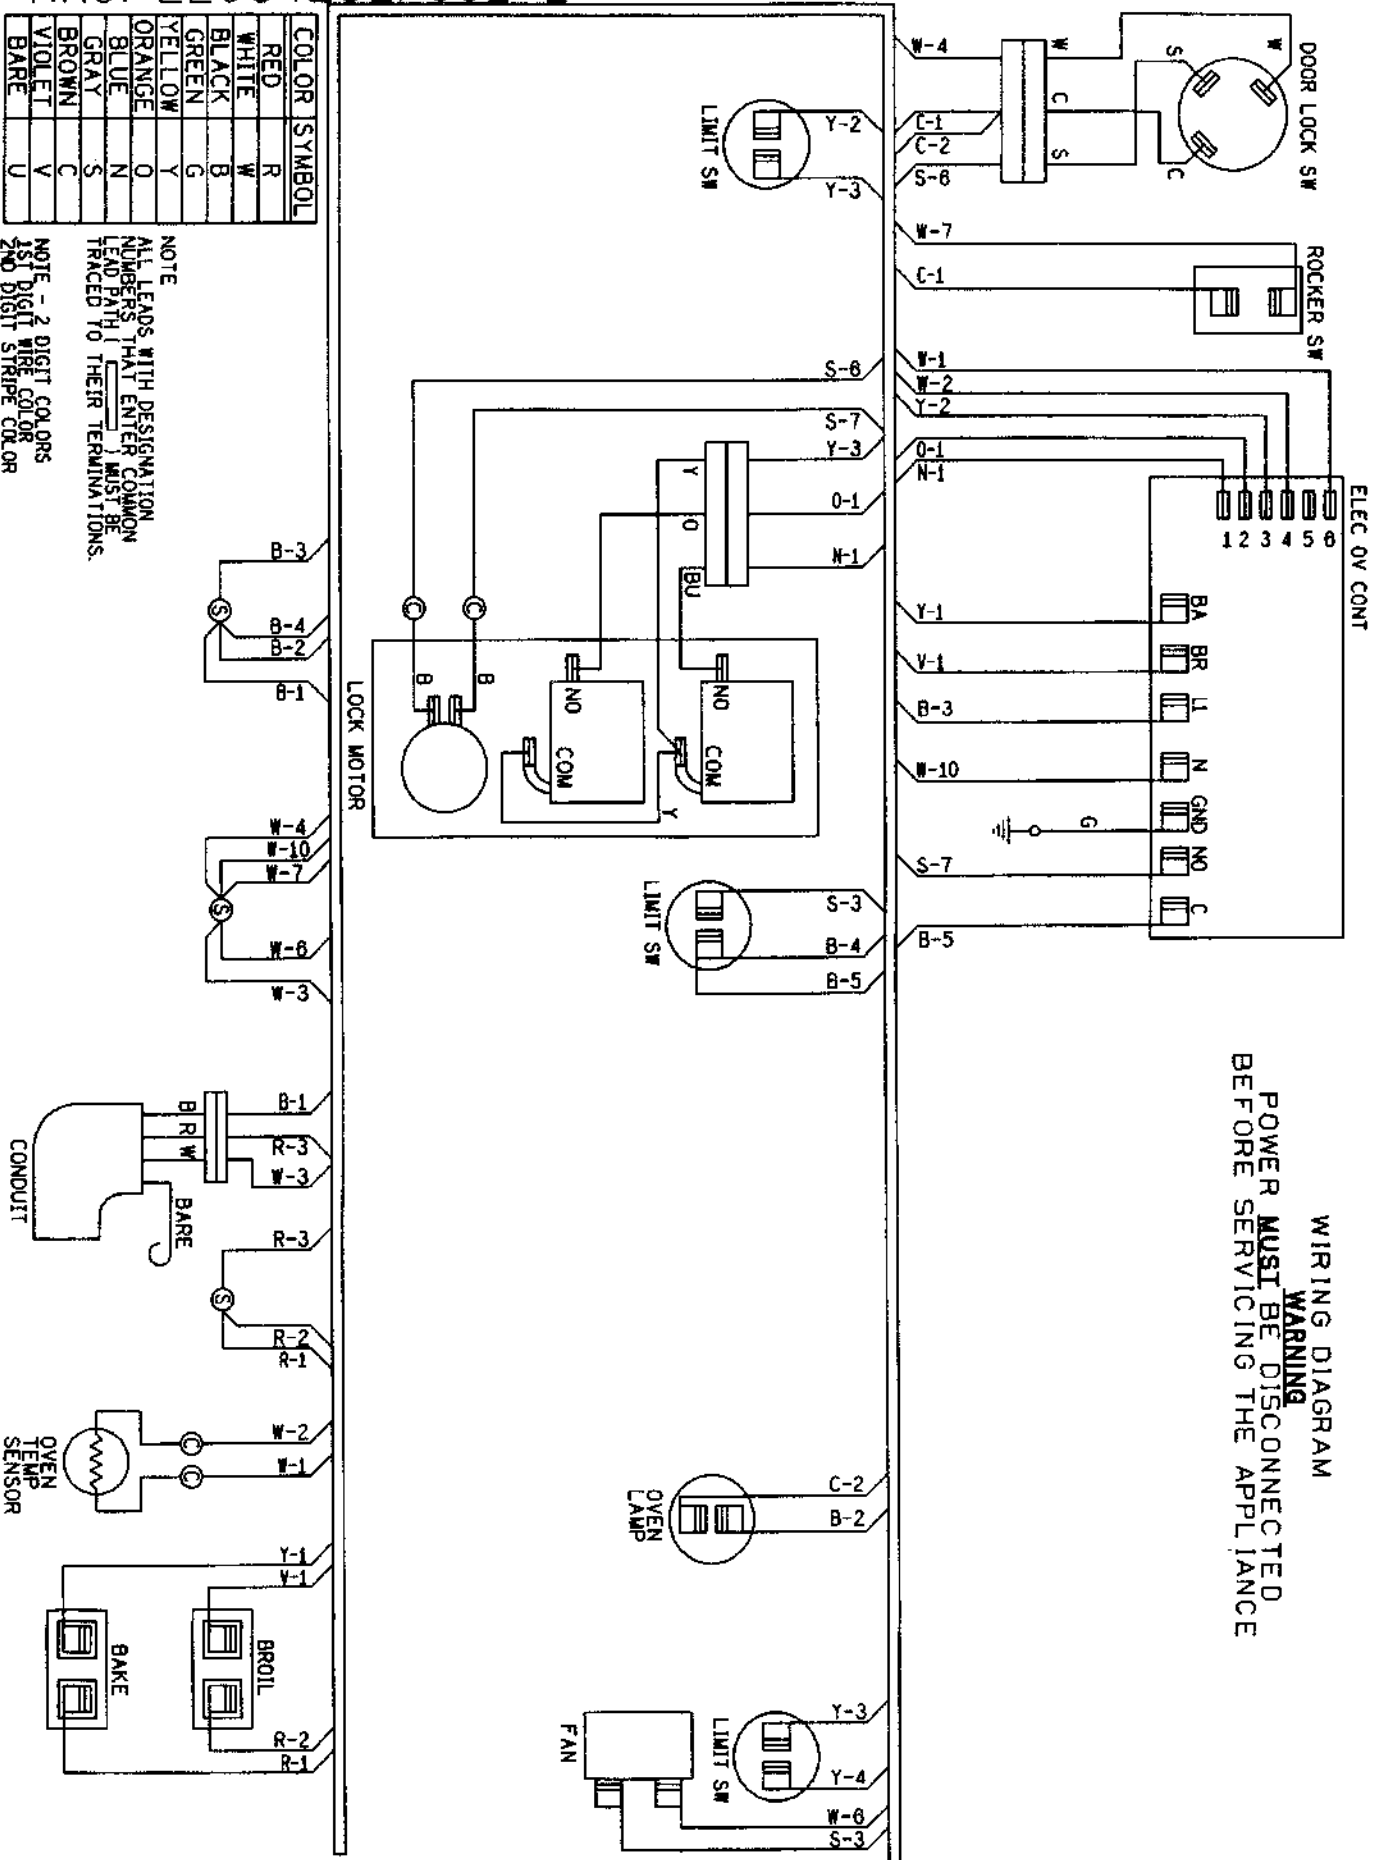 WIRING DIAGRAM
WARNING
POWER MUST BE DISCONNECTED
BEFORE SERVICING THE APPLIANCE
DOOR LOCK SW
W
S
C
W
C
S
W-4
C-1
C-2
S-6
ROCKER SW
W-7
C-1
ELEC OV CONT
1 2 3 4 5 6
W-1
W-2
Y-2
O-1
N-1
BA
BR
L1
N
GND
NO
C
Y-1
V-1
B-3
W-10
G
S-7
B-5
LIMIT SW
Y-2
Y-3
S-6
S-7
Y-3
O-1
N-1
Y
O
BU
C
C
B
B
NO
COM
NO
COM
Y
LOCK MOTOR
LIMIT SW
S-3
B-4
B-5
OVEN
LAMP
C-2
B-2
LIMIT SW
Y-3
Y-4
FAN
W-6
S-3
COLOR SYMBOL
RED R
WHITE W
BLACK B
GREEN G
YELLOW Y
ORANGE O
BLUE N
GRAY S
BROWN C
VIOLET V
BARE U
NOTE
ALL LEADS WITH DESIGNATION
NUMBERS THAT ENTER COMMON
LEAD PATH ( ) MUST BE
TRACED TO THEIR TERMINATIONS.
NOTE - 2 DIGIT COLORS
1ST DIGIT WIRE COLOR
2ND DIGIT STRIPE COLOR
B-3
S
B-4
B-2
B-1
W-4
W-10
W-7
S
W-6
W-3
B-1
R-3
W-3
B
R
W
BARE
CONDUIT
R-3
S
R-2
R-1
W-2
W-1
C
C
OVEN
TEMP
SENSOR
Y-1
V-1
BROIL
BAKE
R-2
R-1